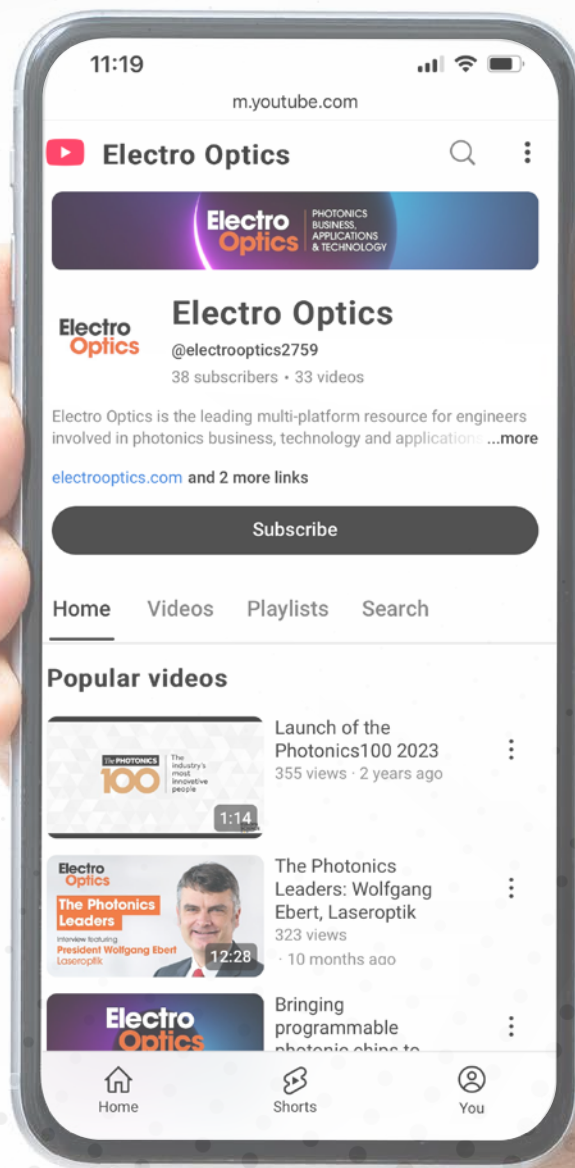 11:19
m.youtube.com
Electro Optics
Electro
Optics
PHOTONICS
BUSINESS,
APPLICATIONS
& TECHNOLOGY
Electro
Optics
Electro Optics
@electrooptics2759
38 subscribers • 33 videos
Electro Optics is the leading multi-platform resource for engineers
involved in photonics business, technology and applications ...more
electrooptics.com and 2 more links
Subscribe
Home Videos Playlists Search
Popular videos
The PHOTONICS
100
The
industry's
most
innovative
people
1:14
Launch of the
Photonics100 2023
355 views · 2 years ago
Electro
Optics
The Photonics
Leaders
Interview featuring
President Wolfgang Ebert
Laseroptik
12:28
The Photonics
Leaders: Wolfgang
Ebert, Laseroptik
323 views
· 10 months ago
Electro
Optics
Bringing
programmable
photonic chips to
Home Shorts You